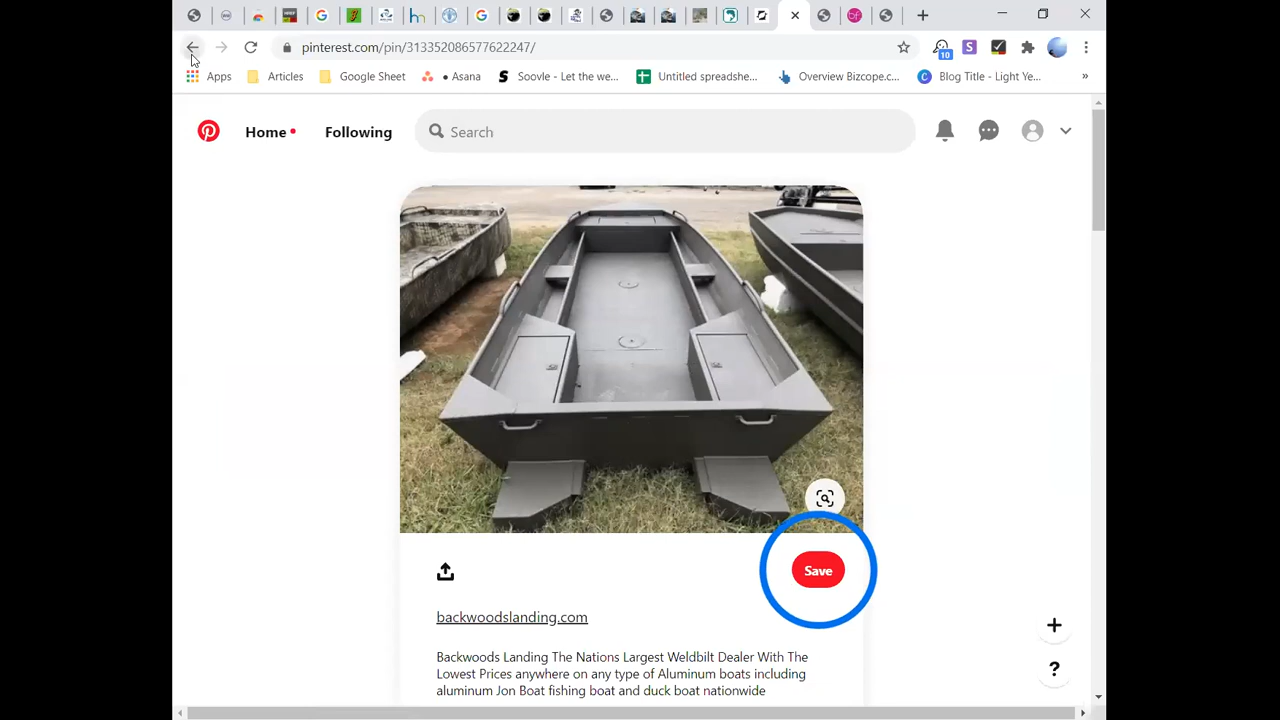 pinterest.com/pin/313352086577622247/
10
S
Apps Articles Google Sheet • Asana S Soovle - Let the we... Untitled spreadshe... Overview Bizcope.c... C Blog Title - Light Ye... »
Home Following Search
Save
backwoodslanding.com
Backwoods Landing The Nations Largest Weldbilt Dealer With The
Lowest Prices anywhere on any type of Aluminum boats including
aluminum Jon Boat fishing boat and duck boat nationwide
+
?